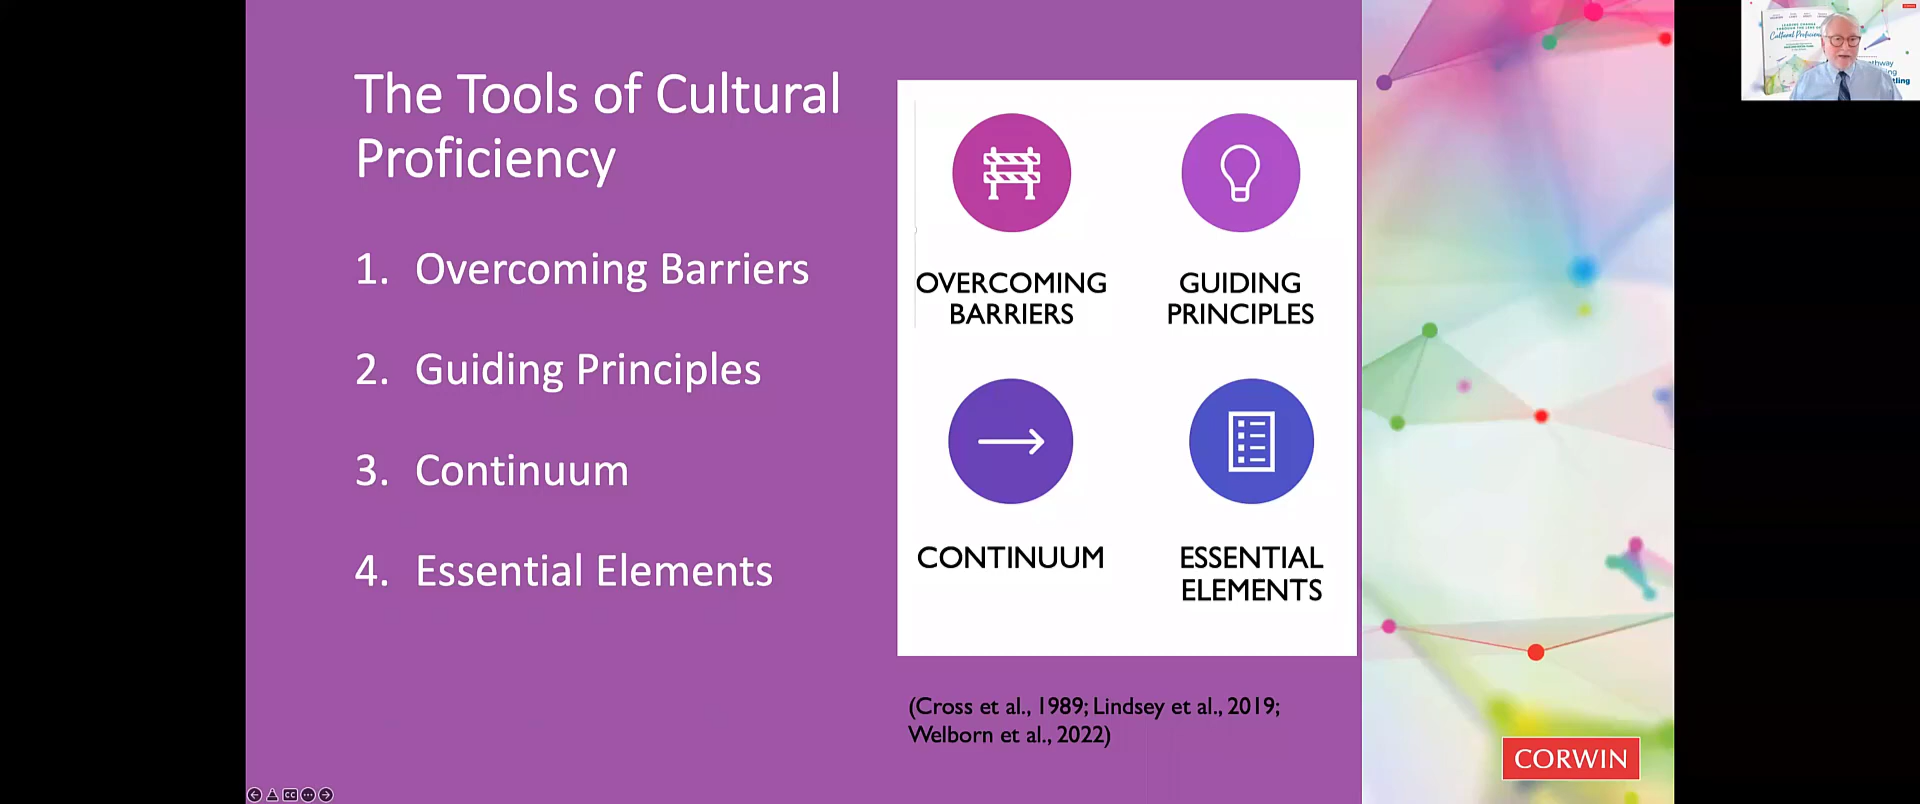 The Tools of Cultural
Proficiency
1. Overcoming Barriers
2. Guiding Principles
3. Continuum
4. Essential Elements
OVERCOMING
BARRIERS
GUIDING
PRINCIPLES
CONTINUUM
ESSENTIAL
ELEMENTS
(Cross et al., 1989; Lindsey et al., 2019;
Welborn et al., 2022)
CORWIN
CC